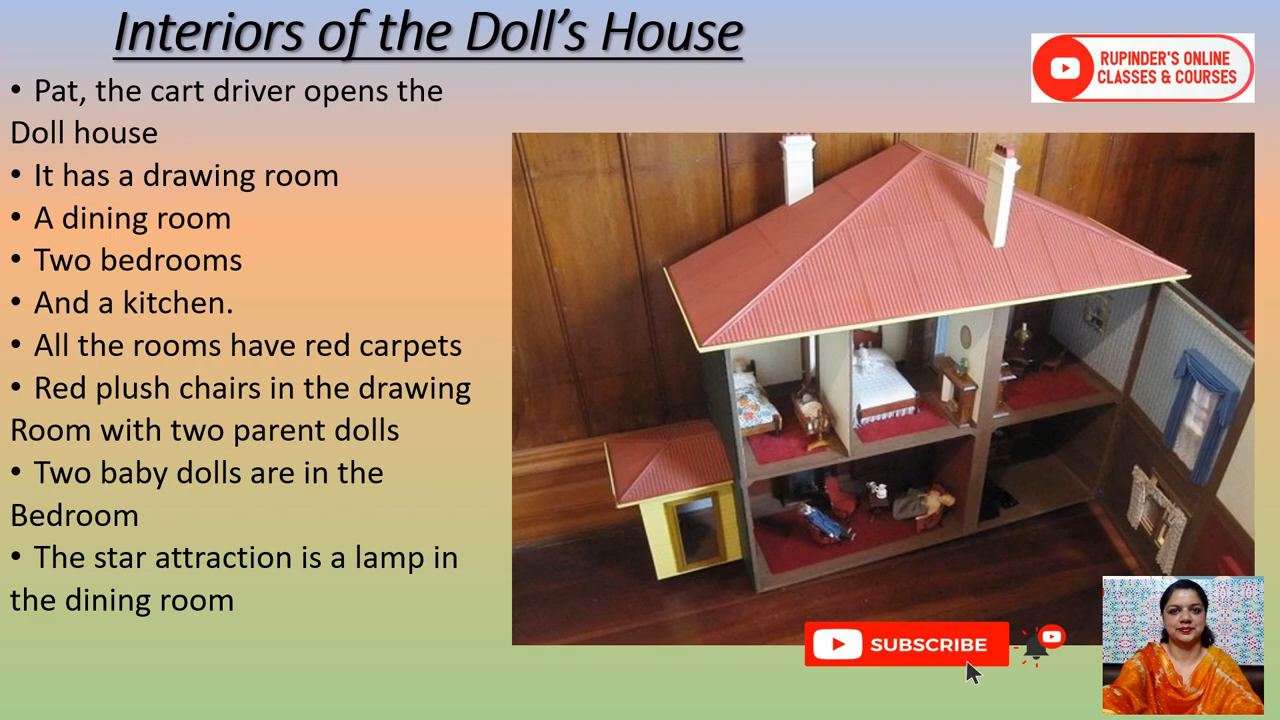 Interiors of the Doll's House
RUPINDER'S ONLINE
CLASSES & COURSES
• Pat, the cart driver opens the
Doll house
• It has a drawing room
• A dining room
• Two bedrooms
• And a kitchen.
• All the rooms have red carpets
• Red plush chairs in the drawing
Room with two parent dolls
• Two baby dolls are in the
Bedroom
• The star attraction is a lamp in
the dining room
SUBSCRIBE